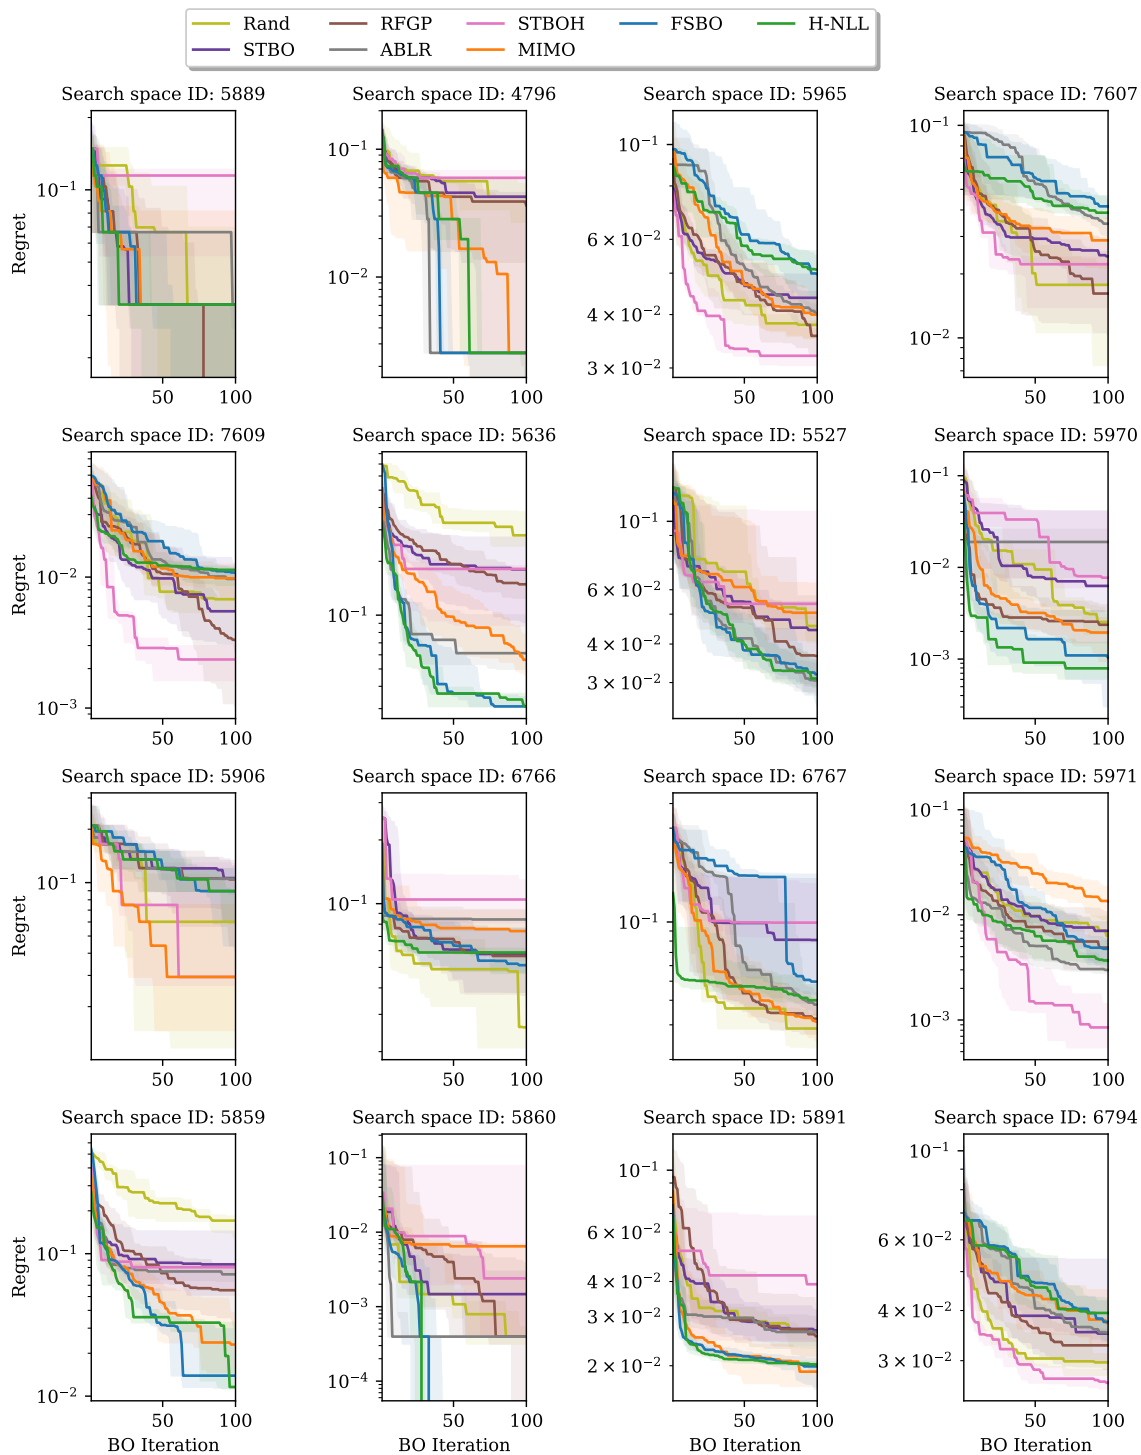 Rand RFGP STBOH FSBO H-NLL
STBO ABLR MIMO
Search space ID: 5889 Search space ID: 4796 Search space ID: 5965 Search space ID: 7607
Regret
10⁻¹
50 100
10⁻¹
10⁻²
50 100
10⁻¹
6 × 10⁻²
4 × 10⁻²
3 × 10⁻²
50 100
10⁻¹
10⁻²
50 100
Search space ID: 7609 Search space ID: 5636 Search space ID: 5527 Search space ID: 5970
Regret
10⁻²
10⁻³
50 100
10⁻¹
50 100
10⁻¹
6 × 10⁻²
4 × 10⁻²
3 × 10⁻²
50 100
10⁻¹
10⁻²
10⁻³
50 100
Search space ID: 5906 Search space ID: 6766 Search space ID: 6767 Search space ID: 5971
Regret
10⁻¹
50 100
10⁻¹
50 100
10⁻¹
50 100
10⁻¹
10⁻²
10⁻³
50 100
Search space ID: 5859 Search space ID: 5860 Search space ID: 5891 Search space ID: 6794
Regret
10⁻¹
10⁻²
50 100
BO Iteration
10⁻¹
10⁻²
10⁻³
10⁻⁴
50 100
BO Iteration
10⁻¹
6 × 10⁻²
4 × 10⁻²
3 × 10⁻²
2 × 10⁻²
50 100
BO Iteration
10⁻¹
6 × 10⁻²
4 × 10⁻²
3 × 10⁻²
50 100
BO Iteration